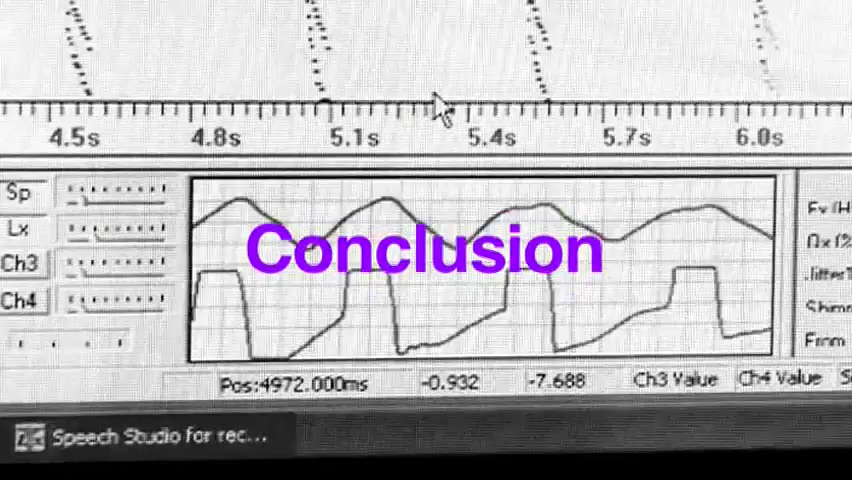 4.5s 4.8s 5.1s 5.4s 5.7s 6.0s
Sp
Lx
Ch3
Ch4
Conclusion
Pos:4972.000ms -0.932 -7.688 Ch3 Value Ch4 Value
Speech Studio for rec...